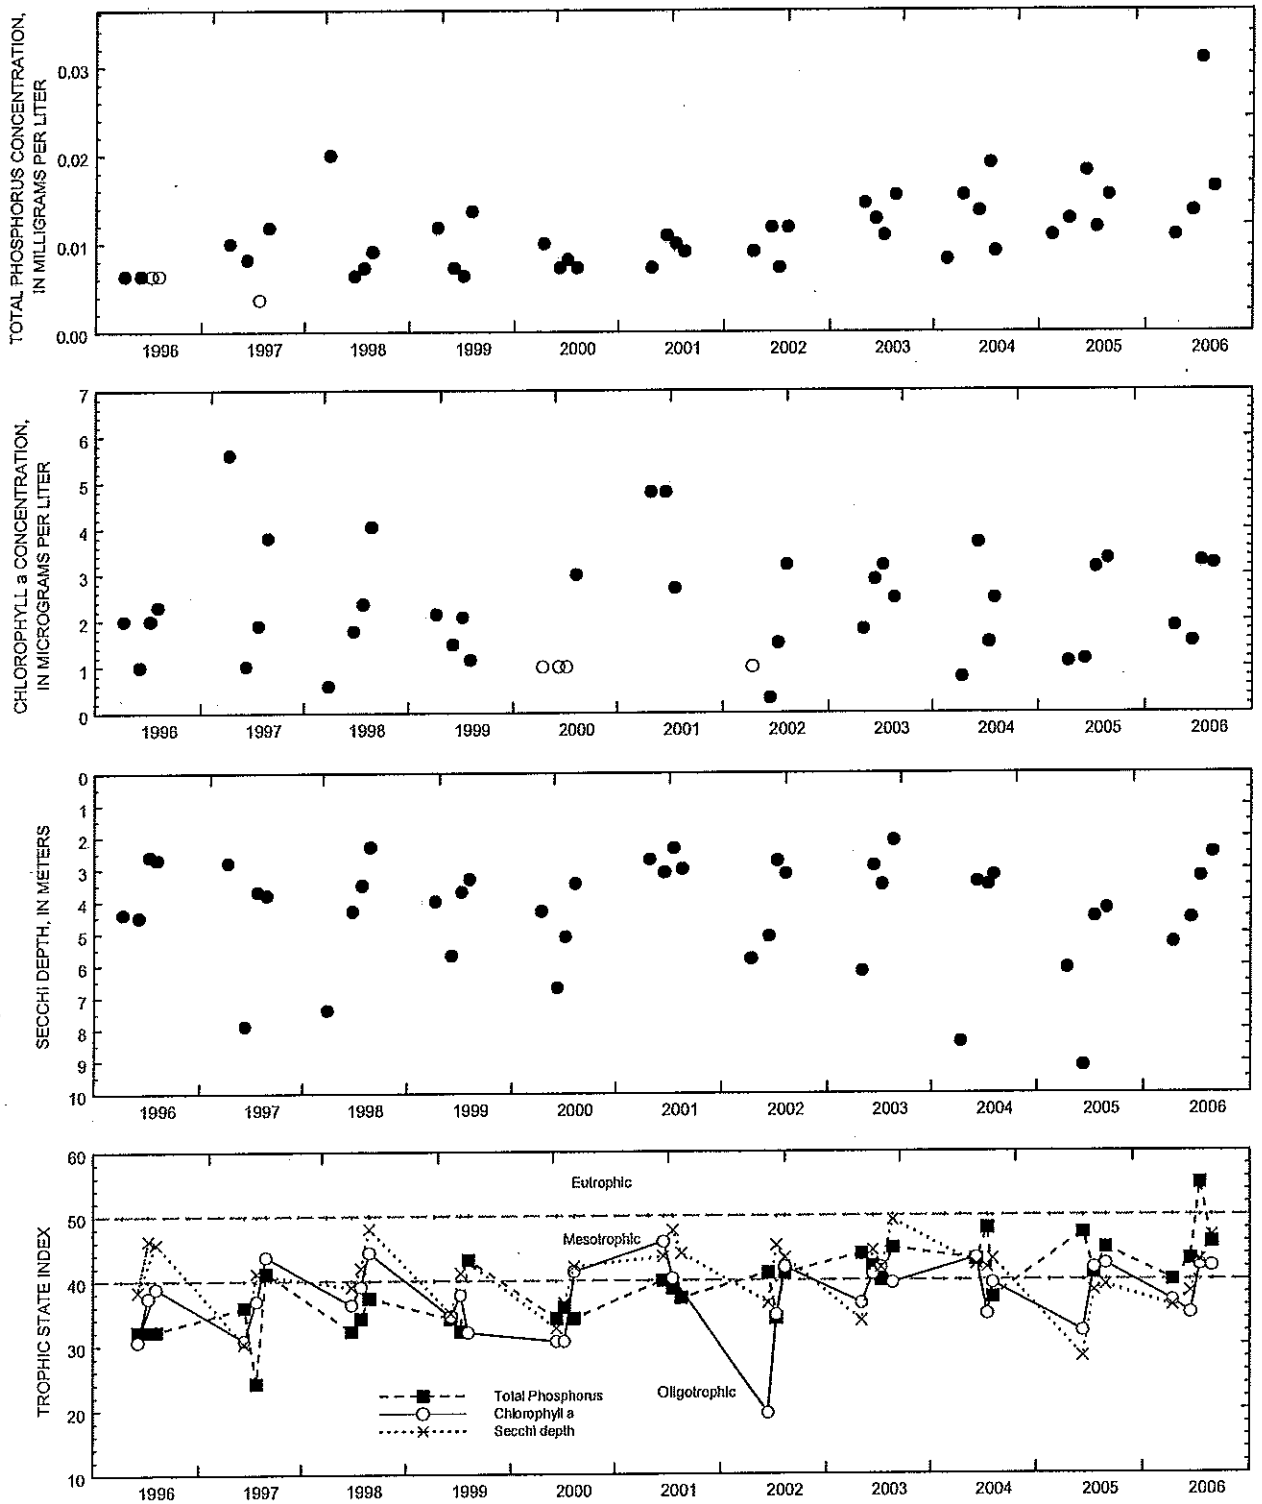 TOTAL PHOSPHORUS CONCENTRATION,
IN MILLIGRAMS PER LITER
0.03
0.02
0.01
0.00
1996 1997 1998 1999 2000 2001 2002 2003 2004 2005 2006
CHLOROPHYLL a CONCENTRATION,
IN MICROGRAMS PER LITER
7
6
5
4
3
2
1
0
1996 1997 1998 1999 2000 2001 2002 2003 2004 2005 2006
SECCHI DEPTH, IN METERS
0
1
2
3
4
5
6
7
8
9
10
1996 1997 1998 1999 2000 2001 2002 2003 2004 2005 2006
TROPHIC STATE INDEX
60
50
40
30
20
10
Eutrophic
Mesotrophic
Oligotrophic
Total Phosphorus
Chlorophyll a
Secchi depth
1996 1997 1998 1999 2000 2001 2002 2003 2004 2005 2006